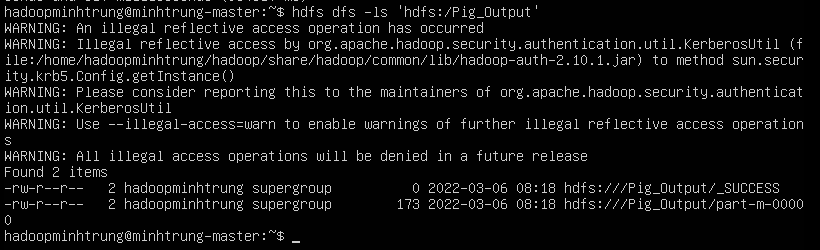 hadoopminhtrung@minhtrung-master:~$ hdfs dfs -ls 'hdfs:/Pig_Output'
WARNING: An illegal reflective access operation has occurred
WARNING: Illegal reflective access by org.apache.hadoop.security.authentication.util.KerberosUtil (f
ile:/home/hadoopminhtrung/hadoop/share/hadoop/common/lib/hadoop-auth-2.10.1.jar) to method sun.secur
ity.krb5.Config.getInstance()
WARNING: Please consider reporting this to the maintainers of org.apache.hadoop.security.authenticat
ion.util.KerberosUtil
WARNING: Use --illegal-access=warn to enable warnings of further illegal reflective access operation
s
WARNING: All illegal access operations will be denied in a future release
Found 2 items
-rw-r--r--   2 hadoopminhtrung supergroup          0 2022-03-06 08:18 hdfs:///Pig_Output/_SUCCESS
-rw-r--r--   2 hadoopminhtrung supergroup        173 2022-03-06 08:18 hdfs:///Pig_Output/part-m-0000
0
hadoopminhtrung@minhtrung-master:~$ _